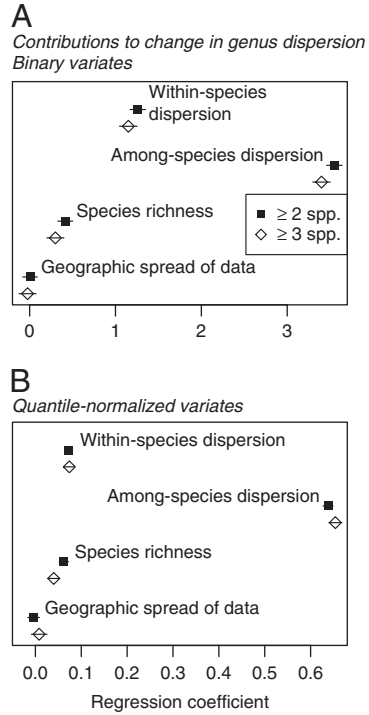 A
Contributions to change in genus dispersion
Binary variates
Within-species
dispersion
Among-species dispersion
Species richness
≥ 2 spp.
≥ 3 spp.
Geographic spread of data
0 1 2 3
B
Quantile-normalized variates
Within-species dispersion
Among-species dispersion
Species richness
Geographic spread of data
0.0 0.1 0.2 0.3 0.4 0.5 0.6
Regression coefficient